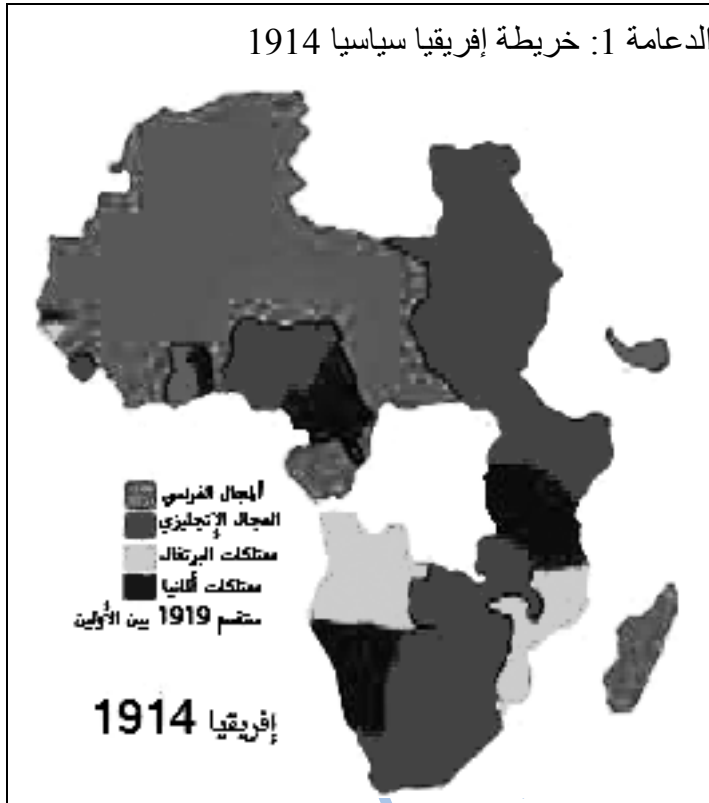 الدعامة 1: خريطة إفريقيا سياسيا 1914
المجال الفرنسي
المجال الإنجليزي
ممتلكات البرتغال
ممتلكات ألمانيا
ستقسم 1919 بين الأولين
إفريقيا 1914